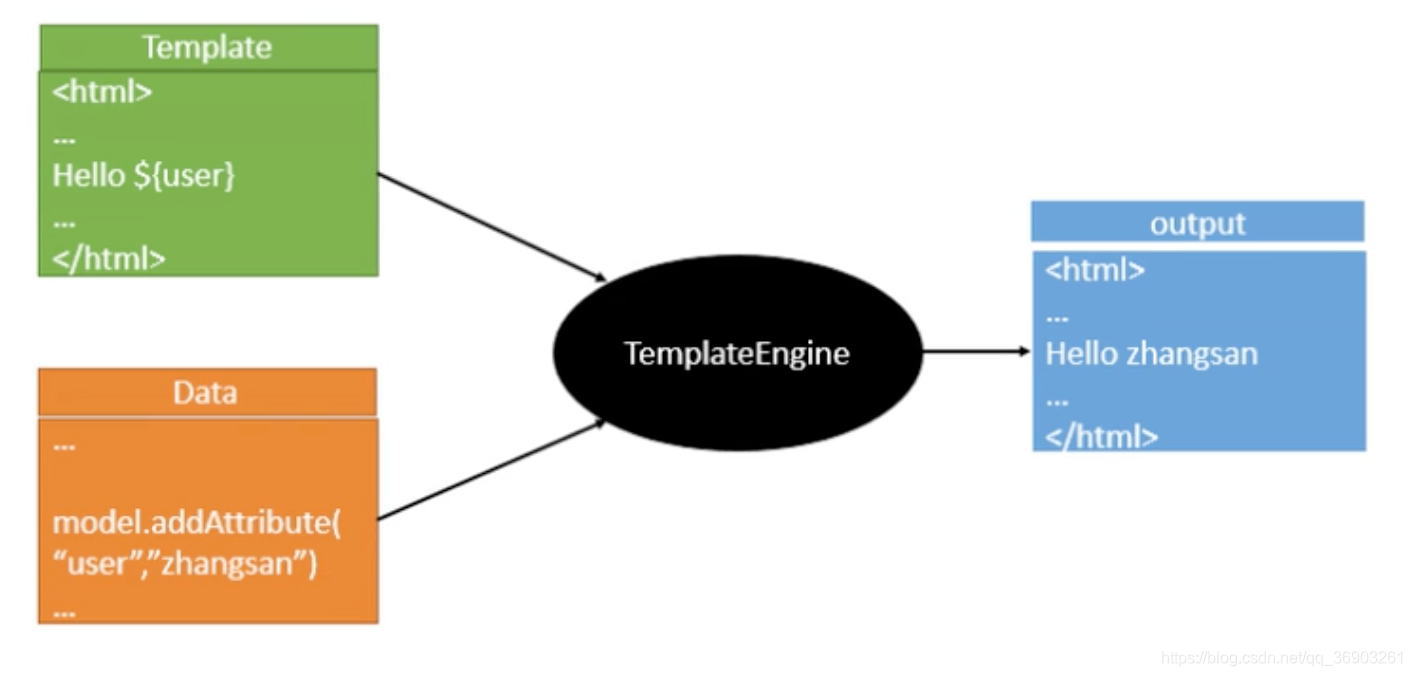 Template
<html>
...
Hello ${user}
...
</html>
Data
...
model.addAttribute(
“user”,”zhangsan”)
...
TemplateEngine
output
<html>
...
Hello zhangsan
...
</html>
https://blog.csdn.net/qq_36903261